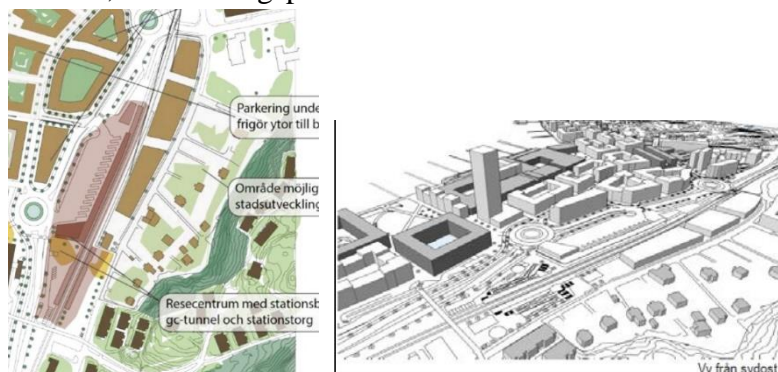 Parkering unde
frigör ytor till b
Område möjlig
stadsutveckling
Resecentrum med stationsb
gc-tunnel och stationstorg
Vy från sydost